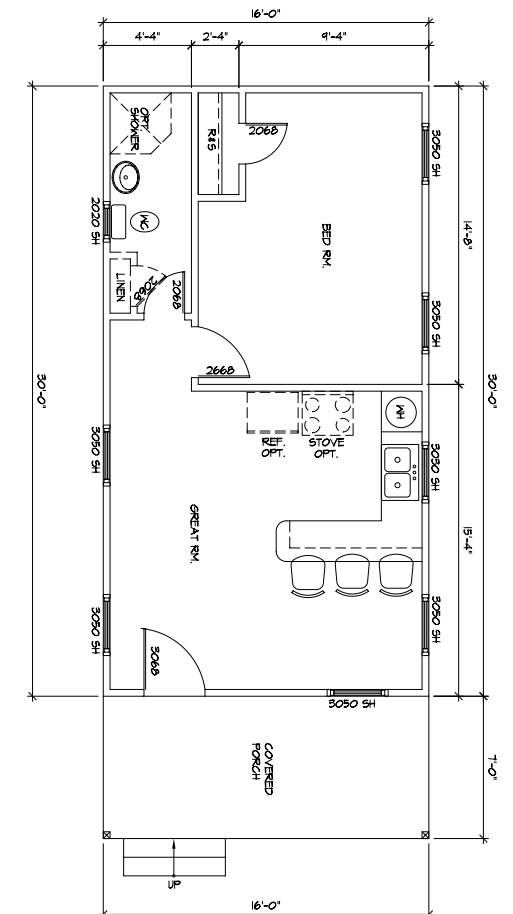 16'-0"
4'-4"
2'-4"
9'-4"
OPT.
SHOWER
R&S
2068
3050 SH
14'-8"
2020 SH
WC
BED RM.
LINEN
2068
2068
3050 SH
2668
30'-0"
30'-0"
REF.
OPT.
STOVE
OPT.
WH
3050 SH
3030 SH
GREAT RM.
15'-4"
3050 SH
3068
3050 SH
3050 SH
COVERED
PORCH
7'-0"
UP
16'-0"